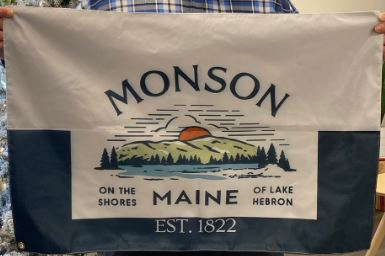 MONSON
ON THE
SHORES
MAINE
OF LAKE
HEBRON
EST. 1822